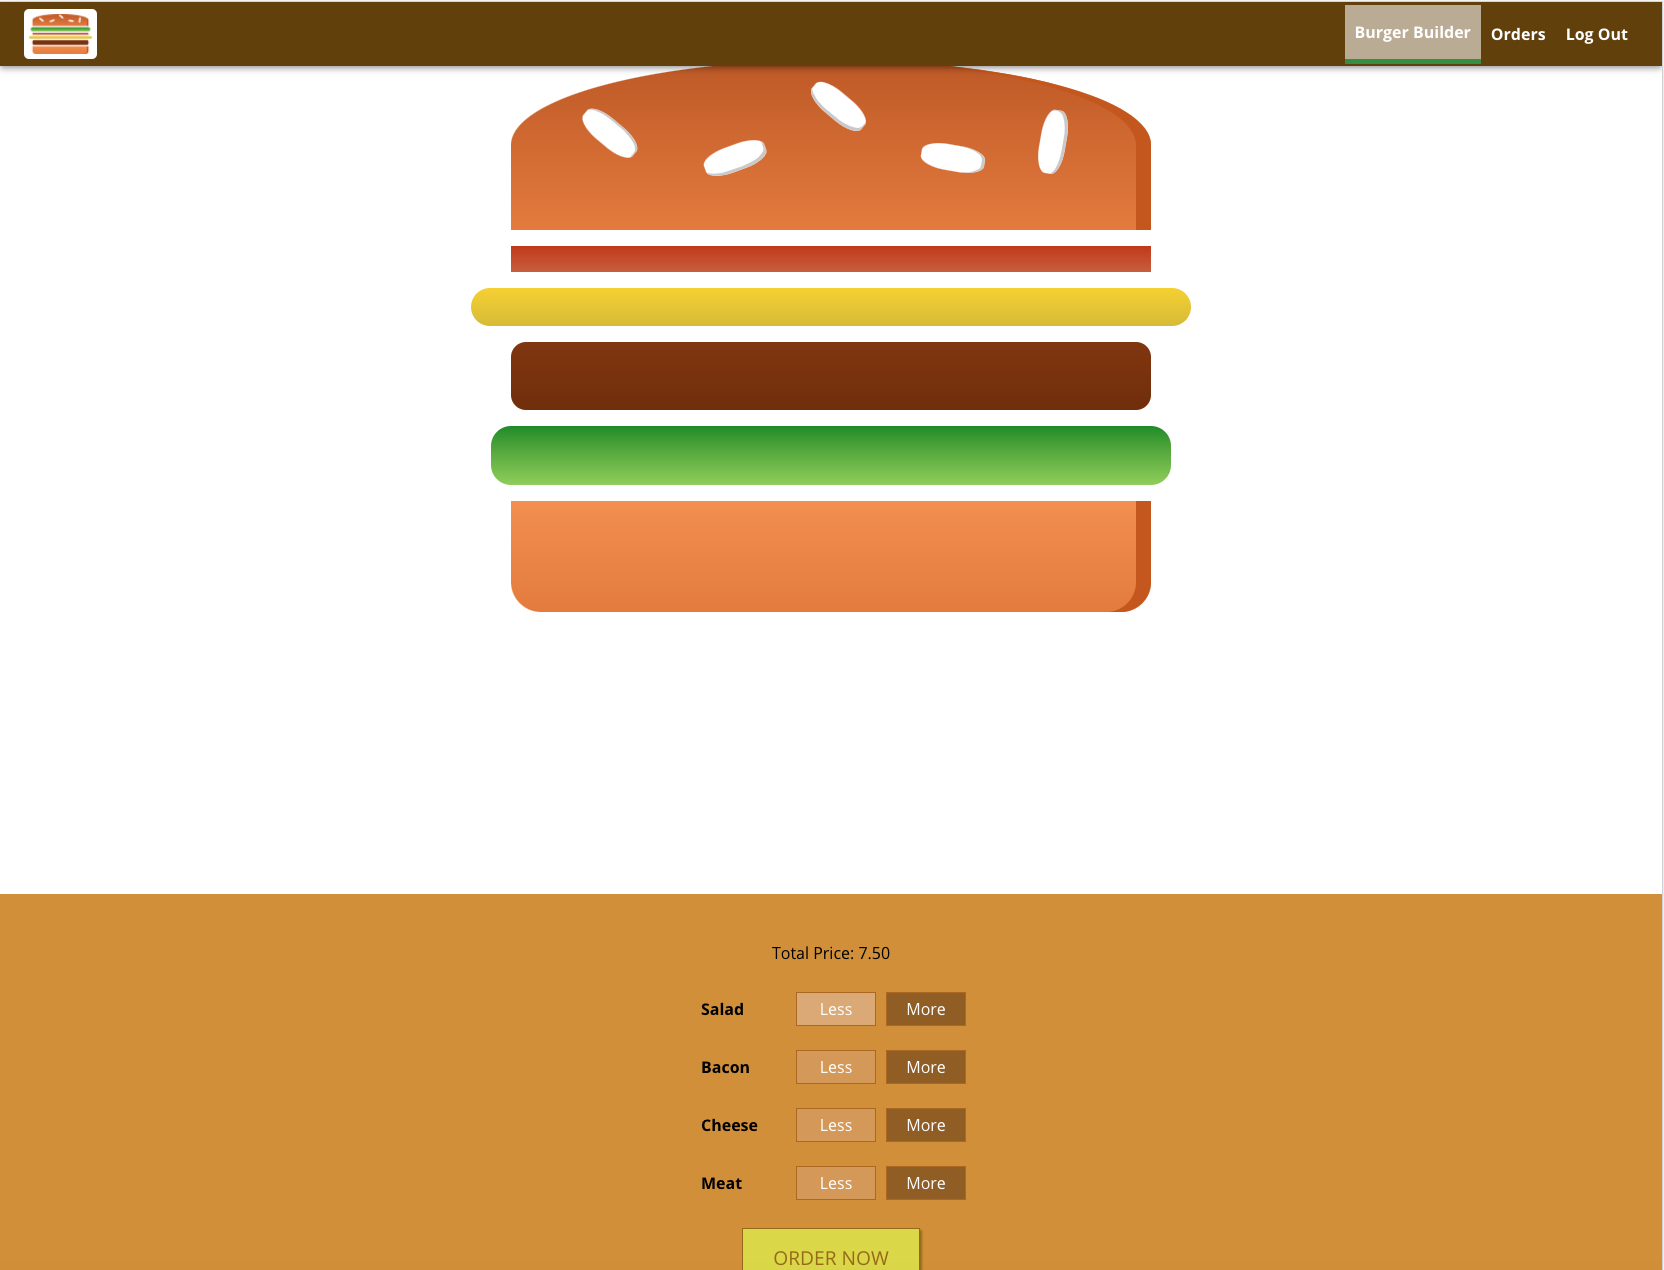 Burger Builder Orders Log Out
Total Price: 7.50
Salad Less More
Bacon Less More
Cheese Less More
Meat Less More
ORDER NOW